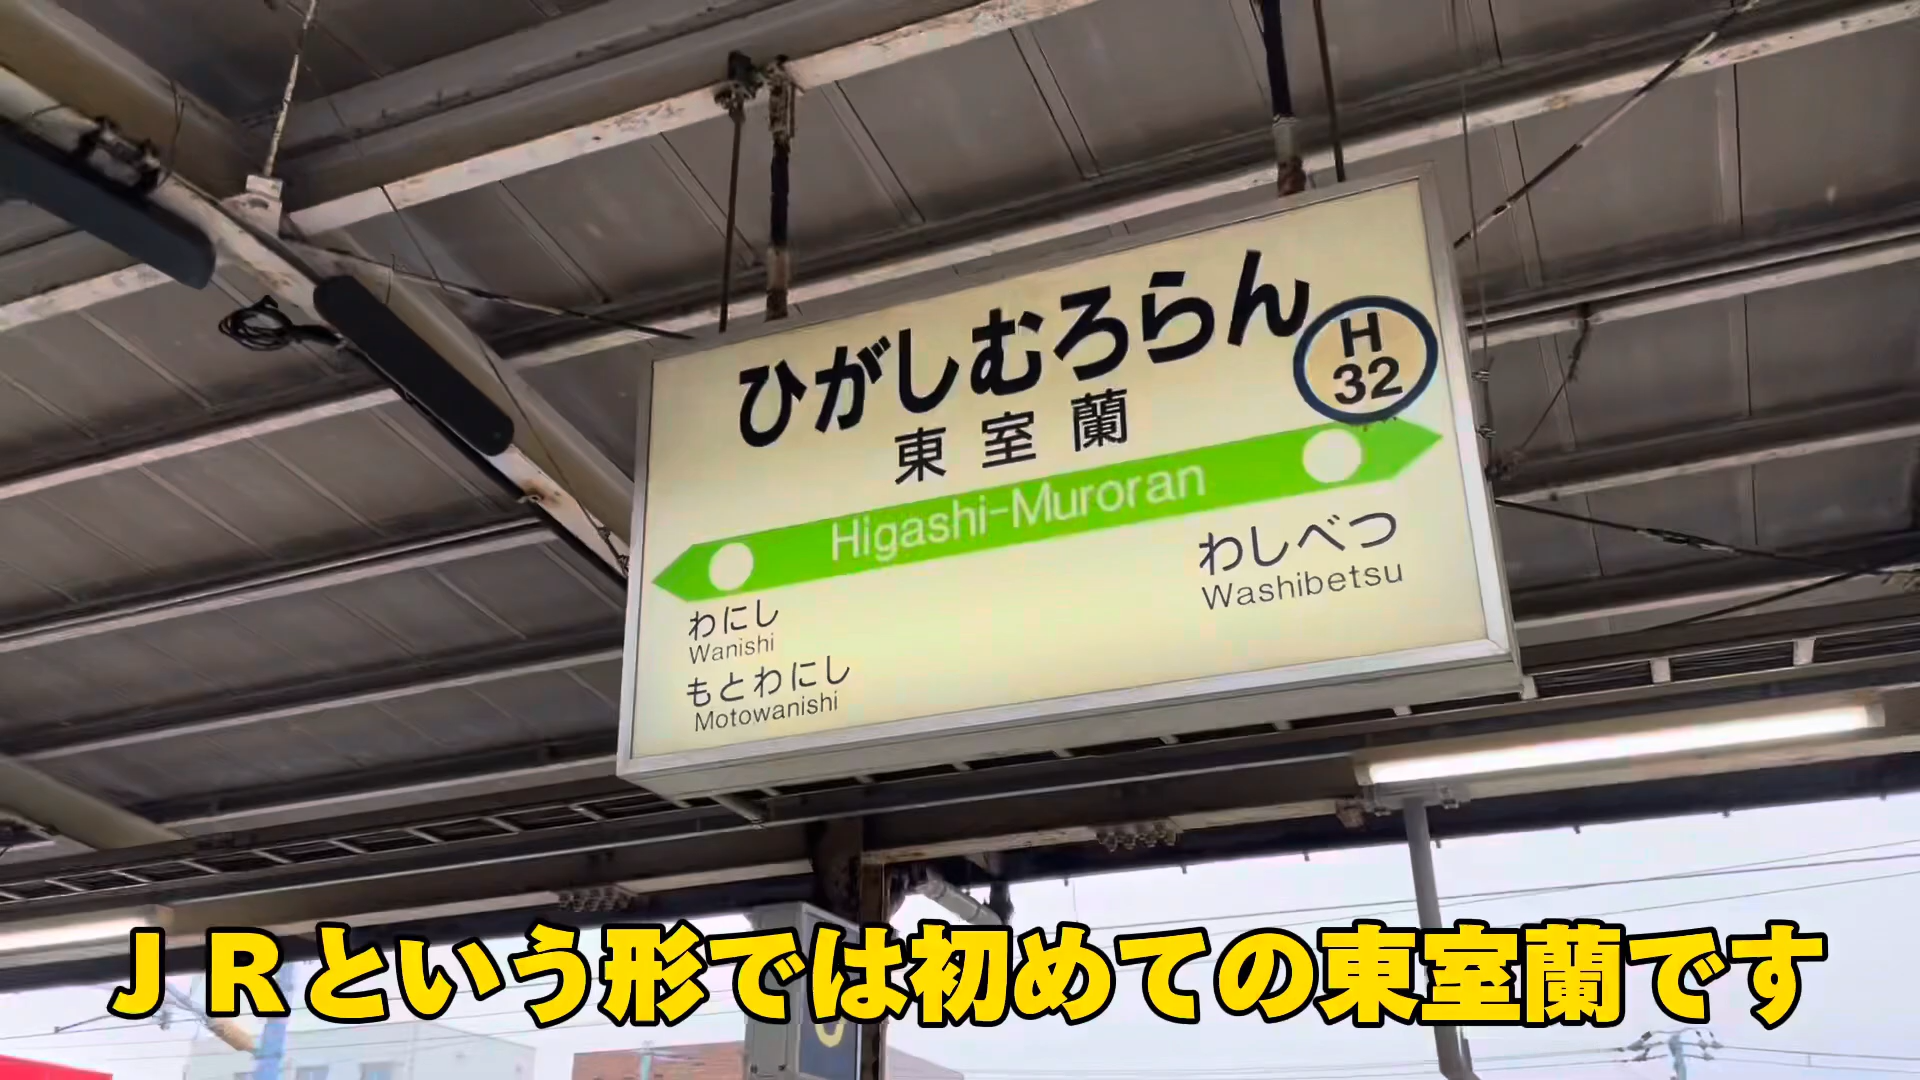 ひがしむろらん
H
32
東室蘭
Higashi-Muroran
わしべつ
Washibetsu
わにし
Wanishi
もとわにし
Motowanishi
ＪＲという形では初めての東室蘭です